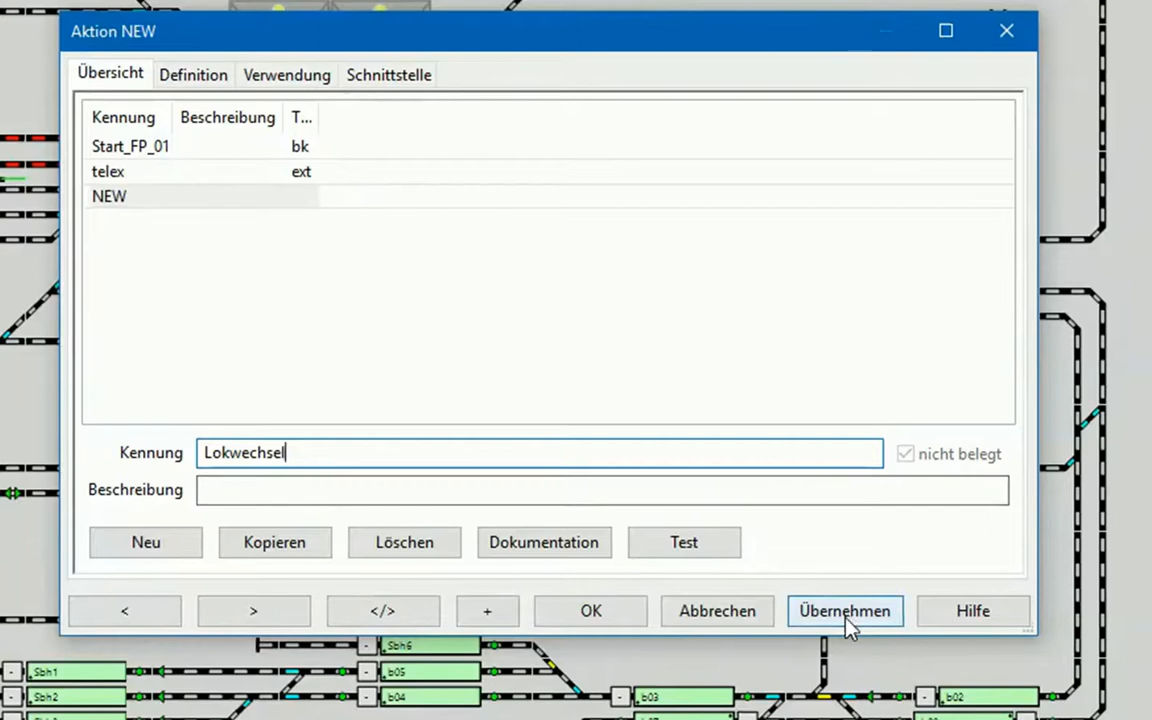 Aktion NEW
Übersicht Definition Verwendung Schnittstelle
Kennung Beschreibung T...
Start_FP_01 bk
telex ext
NEW
Kennung Lokwechsel nicht belegt
Beschreibung
Neu Kopieren Löschen Dokumentation Test
< > </> + OK Abbrechen Übernehmen Hilfe
- Sbh6
- Sbh1 - b05
- Sbh2 - b04 - b03 - b02